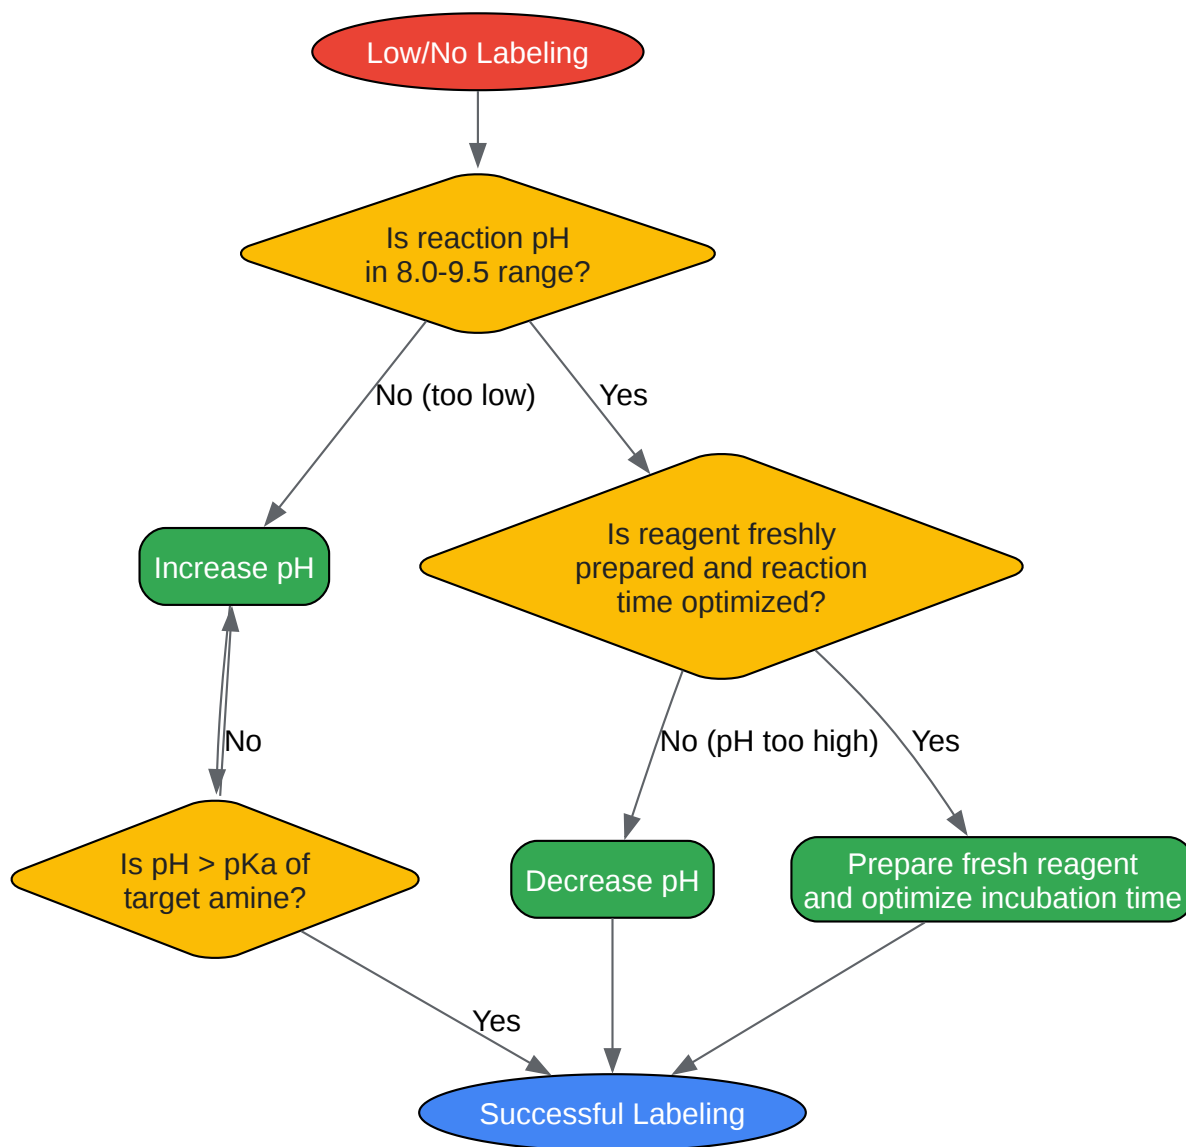 Low/No Labeling
Is reaction pH
in 8.0-9.5 range?
No (too low)
Yes
Is reagent freshly
prepared and reaction
time optimized?
Increase pH
No
No (pH too high)
Yes
Is pH > pKa of
target amine?
Decrease pH
Prepare fresh reagent
and optimize incubation time
Yes
Successful Labeling